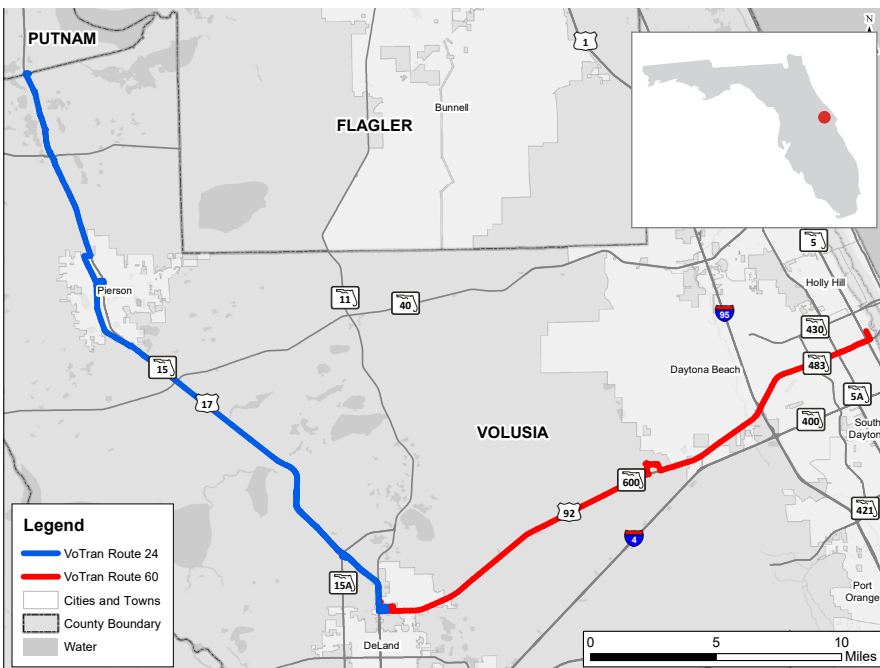 PUTNAM
N
1
Bunnell
FLAGLER
5
Holly Hill
Pierson
11
40
95
430
15
483
Daytona Beach
17
5A
400
VOLUSIA
South
Daytona
600
92
421
4
Legend
VoTran Route 24
VoTran Route 60
Cities and Towns
County Boundary
Water
15A
DeLand
Port
Orange
0
5
10
Miles